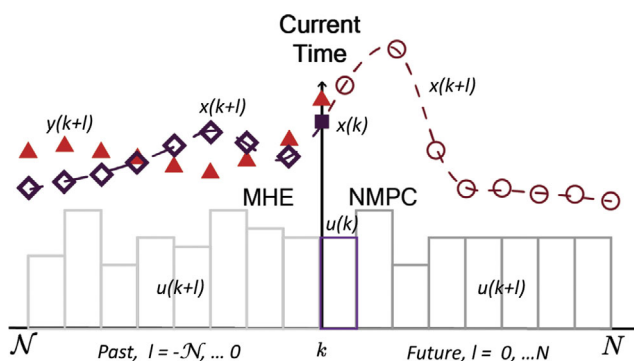 Current
Time
y(k+l)
x(k+l)
x(k)
x(k+l)
MHE
NMPC
u(k)
u(k+l)
u(k+l)
𝒩
Past, l = -𝒩, ... 0
k
Future, l = 0, ...N
N